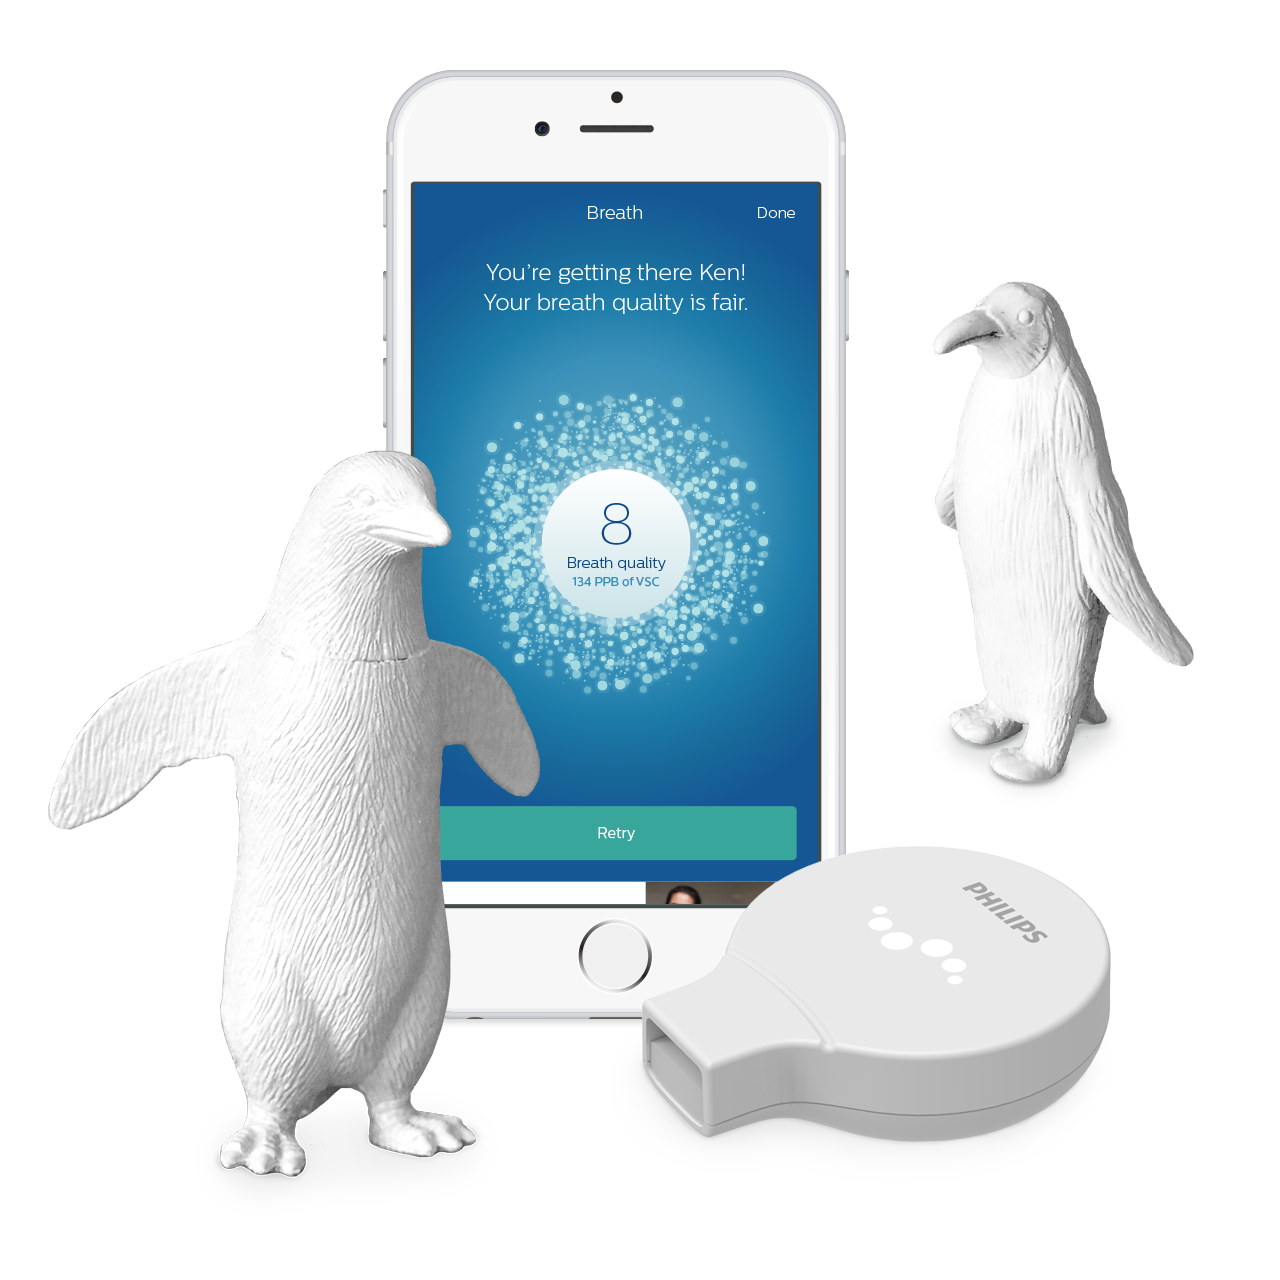 Breath
Done
You're getting there Ken!
Your breath quality is fair.
8
Breath quality
134 PPB of VSC
Retry
PHILIPS